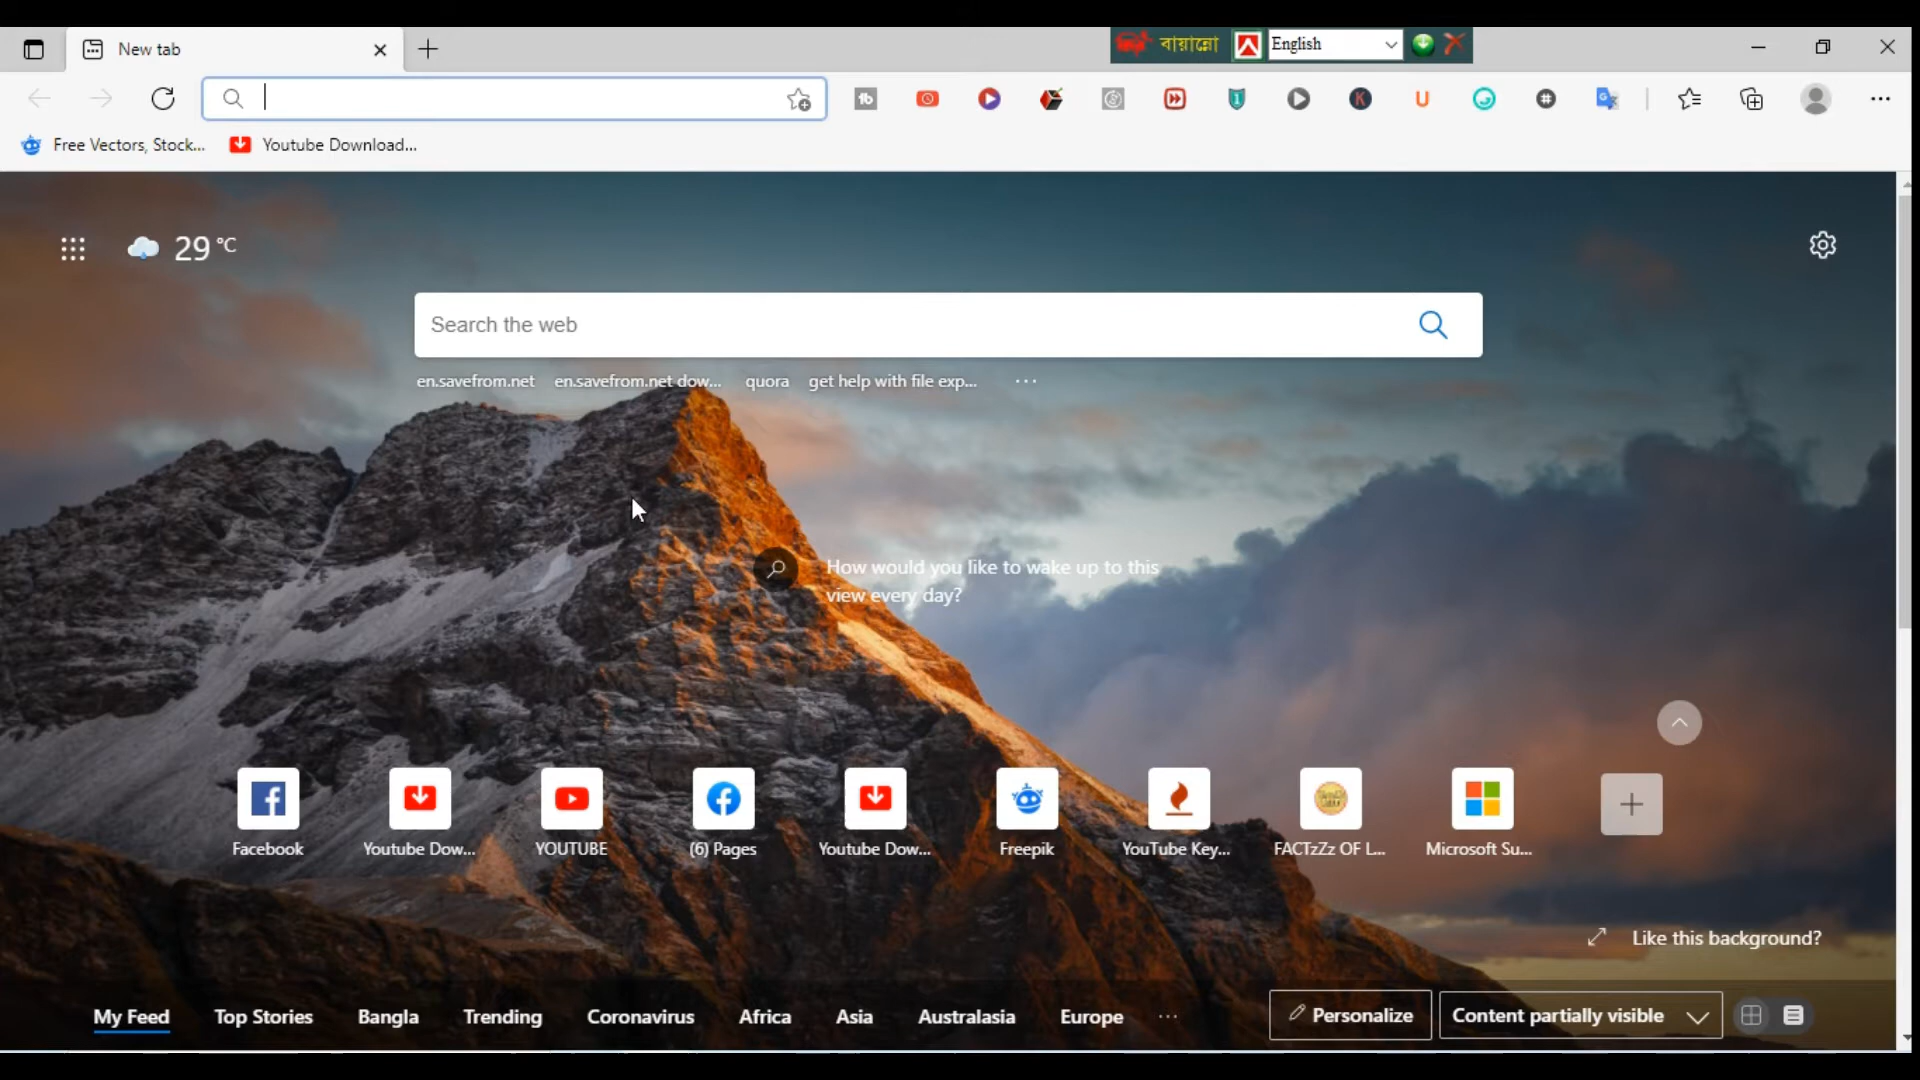 New tab
বায়ান্নো
English
Free Vectors, Stock...
Youtube Download...
29 °C
Search the web
en.savefrom.net en.savefrom.net dow... quora get help with file exp... ...
How would you like to wake up to this
view every day?
Facebook
Youtube Dow...
YOUTUBE
(6) Pages
Youtube Dow...
Freepik
YouTube Key...
FACTzZz OF L...
Microsoft Su...
Like this background?
My Feed Top Stories Bangla Trending Coronavirus Africa Asia Australasia Europe ...
Personalize
Content partially visible